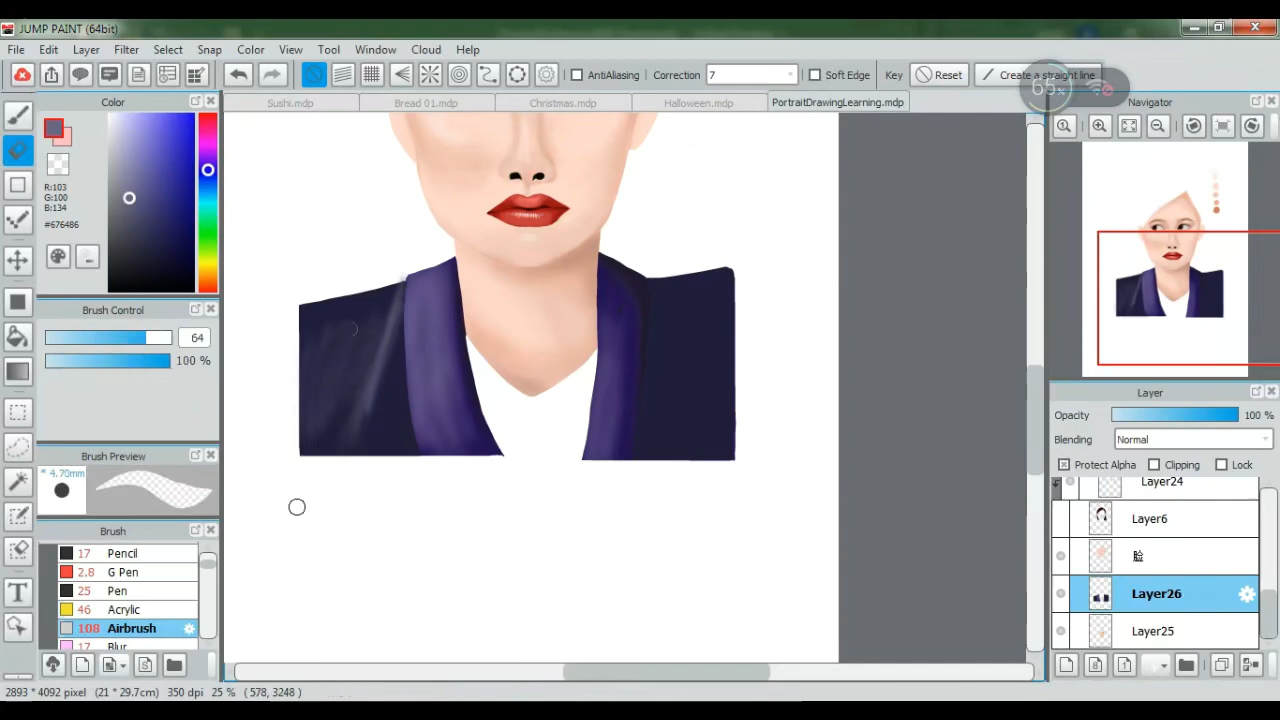 JUMP PAINT (64bit)
File Edit Layer Filter Select Snap Color View Tool Window Cloud Help
AntiAliasing Correction 7 Soft Edge Key Reset Create a straight line
65%
Color
Sushi.mdp Bread 01.mdp Christmas.mdp Halloween.mdp PortraitDrawingLearning.mdp
Navigator
R:103
G:100
B:134
#676486
Brush Control
64
100 %
Brush Preview
* 4.70mm
Brush
17 Pencil
2.8 G Pen
25 Pen
46 Acrylic
108 Airbrush
17 Blur
Layer
Opacity 100 %
Blending Normal
Protect Alpha Clipping Lock
Layer24
Layer6
脸
Layer26
Layer25
2893 * 4092 pixel (21 * 29.7cm) 350 dpi 25 % ( 578, 3248 )